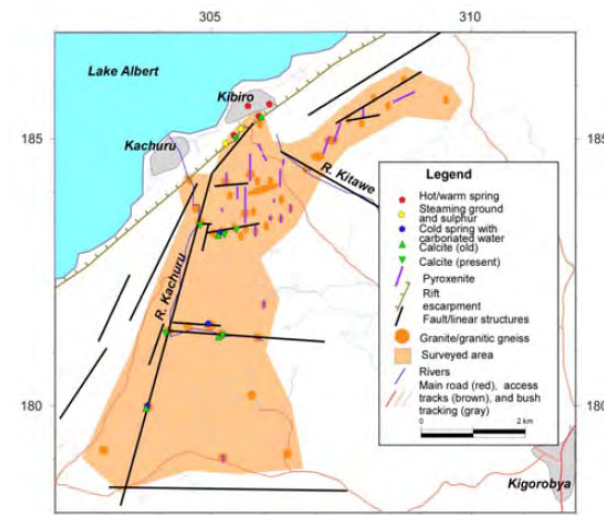 305
310
Lake Albert
Kibiro
185
185
Kachuru
R. Kitawe
Legend
Hot/warm spring
Steaming ground
and sulphur
Cold spring with
carbonated water
Calcite (old)
Calcite (present)
Pyroxenite
Rift
escarpment
Fault/linear structures
Granite/granitic gneiss
Surveyed area
Rivers
Main road (red), access
tracks (brown), and bush
tracking (gray)
0
2 km
R. Kachuru
180
180
Kigorobya
305
310